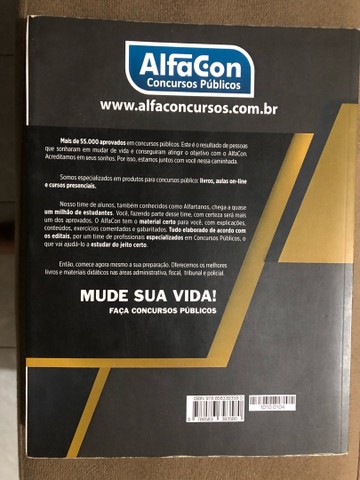 AlfaCon
Concursos Públicos
www.alfaconcursos.com.br
Mais de 55.000 aprovados em concursos públicos. Este é o resultado de pessoas
que sonharam em mudar de vida e conseguiram atingir o objetivo com o AlfaCon.
Acreditamos em seus sonhos. Por isso, estamos juntos com você nessa caminhada.
Somos especializados em produtos para concursos público: livros, aulas on-line
e cursos presenciais.
Nosso time de alunos, também conhecidos como Alfartanos, chega a quase
um milhão de estudantes. Você, fazendo parte desse time, com certeza será mais
um dos aprovados. O AlfaCon tem o material certo para você, com explicações,
conteúdos, exercícios comentados e gabaritados. Tudo elaborado de acordo com
os editais, por um time de profissionais especializados em Concursos Públicos, o
que vai ajudá-lo a estudar do jeito certo.
Então, comece agora mesmo a sua preparação. Oferecemos os melhores
livros e materiais didáticos nas áreas administrativa, fiscal, tribunal e policial.
MUDE SUA VIDA!
FAÇA CONCURSOS PÚBLICOS
ISBN 978
1010.0104